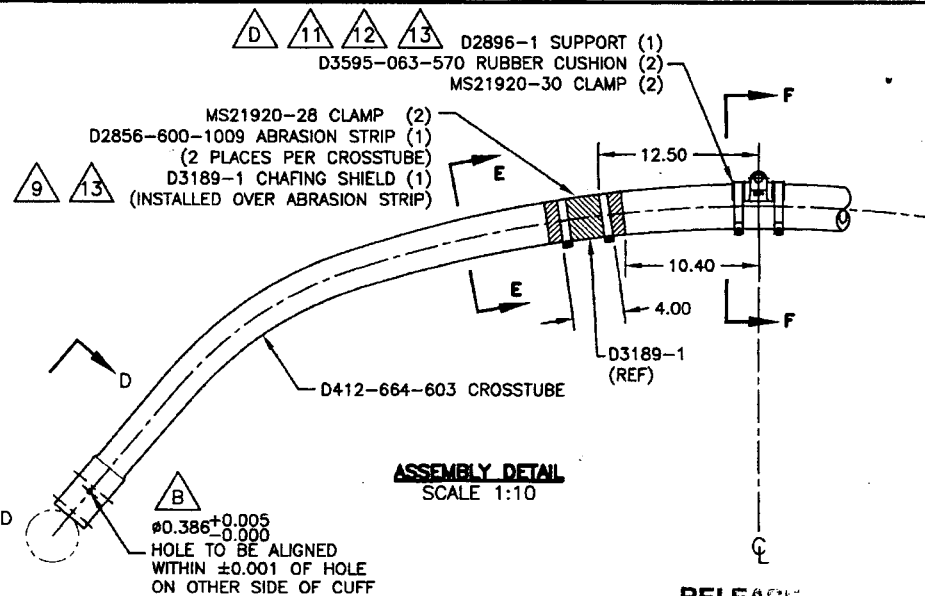 D 11 12 13
D2896-1 SUPPORT (1)
D3595-063-570 RUBBER CUSHION (2)
MS21920-30 CLAMP (2)
F
MS21920-28 CLAMP (2)
D2856-600-1009 ABRASION STRIP (1)
(2 PLACES PER CROSSTUBE)
D3189-1 CHAFING SHIELD (1)
(INSTALLED OVER ABRASION STRIP)
9 13
E
12.50
10.40
E
4.00
F
D3189-1
(REF)
D
D412-664-603 CROSSTUBE
ASSEMBLY DETAIL
SCALE 1:10
D
B
ø0.386+0.005
-0.000
HOLE TO BE ALIGNED
WITHIN ±0.001 OF HOLE
ON OTHER SIDE OF CUFF
CL